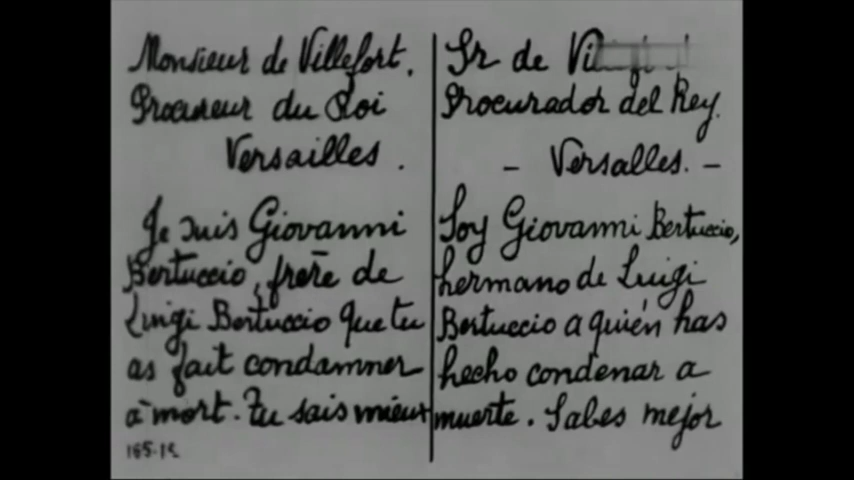 Monsieur de Villefort.
Procureur du Roi
Versailles.
Je suis Giovanni
Bertuccio, frère de
Luigi Bertuccio que tu
as fait condamner
à mort. Tu sais mieux
Sr de
Procurador del Rey.
- Versalles. -
Soy Giovanni Bertuccio,
hermano de Luigi
Bertuccio a quién has
hecho condenar a
muerte. Sabes mejor